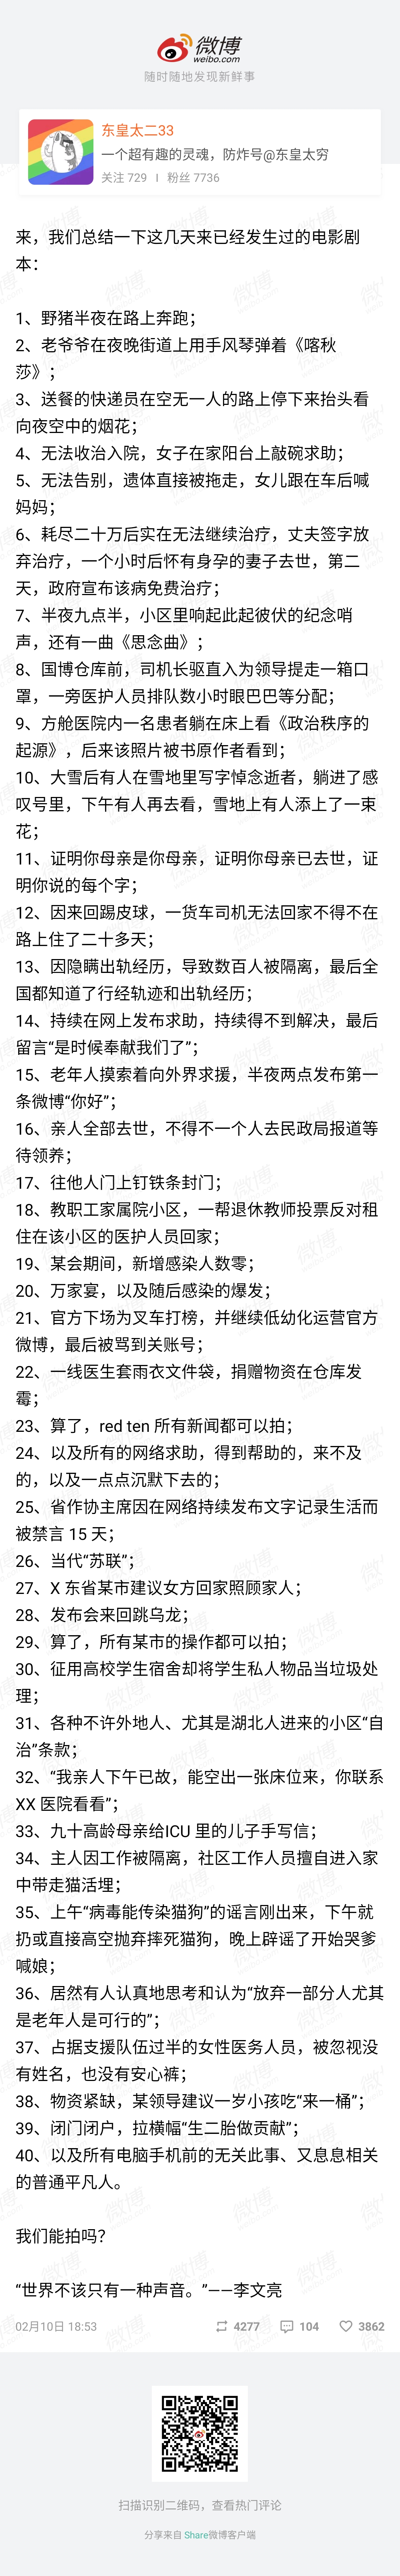 微博
weibo.com
随时随地发现新鲜事
东皇太二33
一个超有趣的灵魂，防炸号@东皇太穷
关注 729 | 粉丝 7736
来，我们总结一下这几天来已经发生过的电影剧
本：
1、野猪半夜在路上奔跑；
2、老爷爷在夜晚街道上用手风琴弹着《喀秋
莎》；
3、送餐的快递员在空无一人的路上停下来抬头看
向夜空中的烟花；
4、无法收治入院，女子在家阳台上敲碗求助；
5、无法告别，遗体直接被拖走，女儿跟在车后喊
妈妈；
6、耗尽二十万后实在无法继续治疗，丈夫签字放
弃治疗，一个小时后怀有身孕的妻子去世，第二
天，政府宣布该病免费治疗；
7、半夜九点半，小区里响起此起彼伏的纪念哨
声，还有一曲《思念曲》；
8、国博仓库前，司机长驱直入为领导提走一箱口
罩，一旁医护人员排队数小时眼巴巴等分配；
9、方舱医院内一名患者躺在床上看《政治秩序的
起源》，后来该照片被书原作者看到；
10、大雪后有人在雪地里写字悼念逝者，躺进了感
叹号里，下午有人再去看，雪地上有人添上了一束
花；
11、证明你母亲是你母亲，证明你母亲已去世，证
明你说的每个字；
12、因来回踢皮球，一货车司机无法回家不得不在
路上住了二十多天；
13、因隐瞒出轨经历，导致数百人被隔离，最后全
国都知道了行经轨迹和出轨经历；
14、持续在网上发布求助，持续得不到解决，最后
留言“是时候奉献我们了”；
15、老年人摸索着向外界求援，半夜两点发布第一
条微博“你好”；
16、亲人全部去世，不得不一个人去民政局报道等
待领养；
17、往他人门上钉铁条封门；
18、教职工家属院小区，一帮退休教师投票反对租
住在该小区的医护人员回家；
19、某会期间，新增感染人数零；
20、万家宴，以及随后感染的爆发；
21、官方下场为叉车打榜，并继续低幼化运营官方
微博，最后被骂到关账号；
22、一线医生套雨衣文件袋，捐赠物资在仓库发
霉；
23、算了，red ten 所有新闻都可以拍；
24、以及所有的网络求助，得到帮助的，来不及
的，以及一点点沉默下去的；
25、省作协主席因在网络持续发布文字记录生活而
被禁言 15 天；
26、当代“苏联”；
27、X 东省某市建议女方回家照顾家人；
28、发布会来回跳乌龙；
29、算了，所有某市的操作都可以拍；
30、征用高校学生宿舍却将学生私人物品当垃圾处
理；
31、各种不许外地人、尤其是湖北人进来的小区“自
治”条款；
32、“我亲人下午已故，能空出一张床位来，你联系
XX 医院看看”；
33、九十高龄母亲给ICU 里的儿子手写信；
34、主人因工作被隔离，社区工作人员擅自进入家
中带走猫活埋；
35、上午“病毒能传染猫狗”的谣言刚出来，下午就
扔或直接高空抛弃摔死猫狗，晚上辟谣了开始哭爹
喊娘；
36、居然有人认真地思考和认为“放弃一部分人尤其
是老年人是可行的”；
37、占据支援队伍过半的女性医务人员，被忽视没
有姓名，也没有安心裤；
38、物资紧缺，某领导建议一岁小孩吃“来一桶”；
39、闭门闭户，拉横幅“生二胎做贡献”；
40、以及所有电脑手机前的无关此事、又息息相关
的普通平凡人。
我们能拍吗？
“世界不该只有一种声音。”——李文亮
02月10日 18:53 4277 104 3862
扫描识别二维码，查看热门评论
分享来自 Share微博客户端